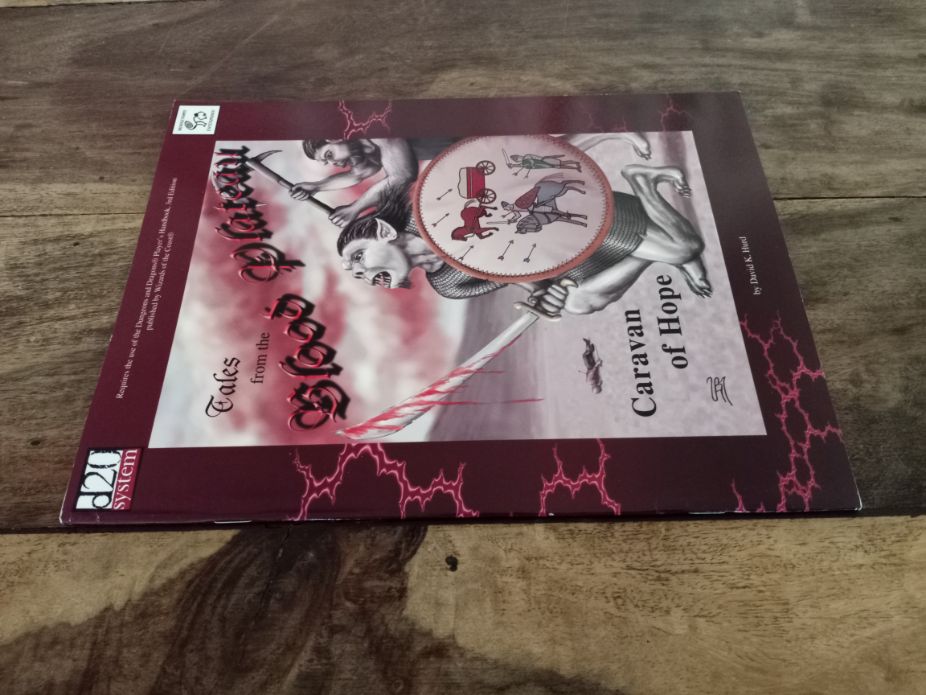 d20
system
Requires the use of the Dungeons and Dragons® Player's Handbook, 3rd Edition
published by Wizards of the Coast®
Tales
from the
Blood Plateau
Caravan
of Hope
by David K. Hurd